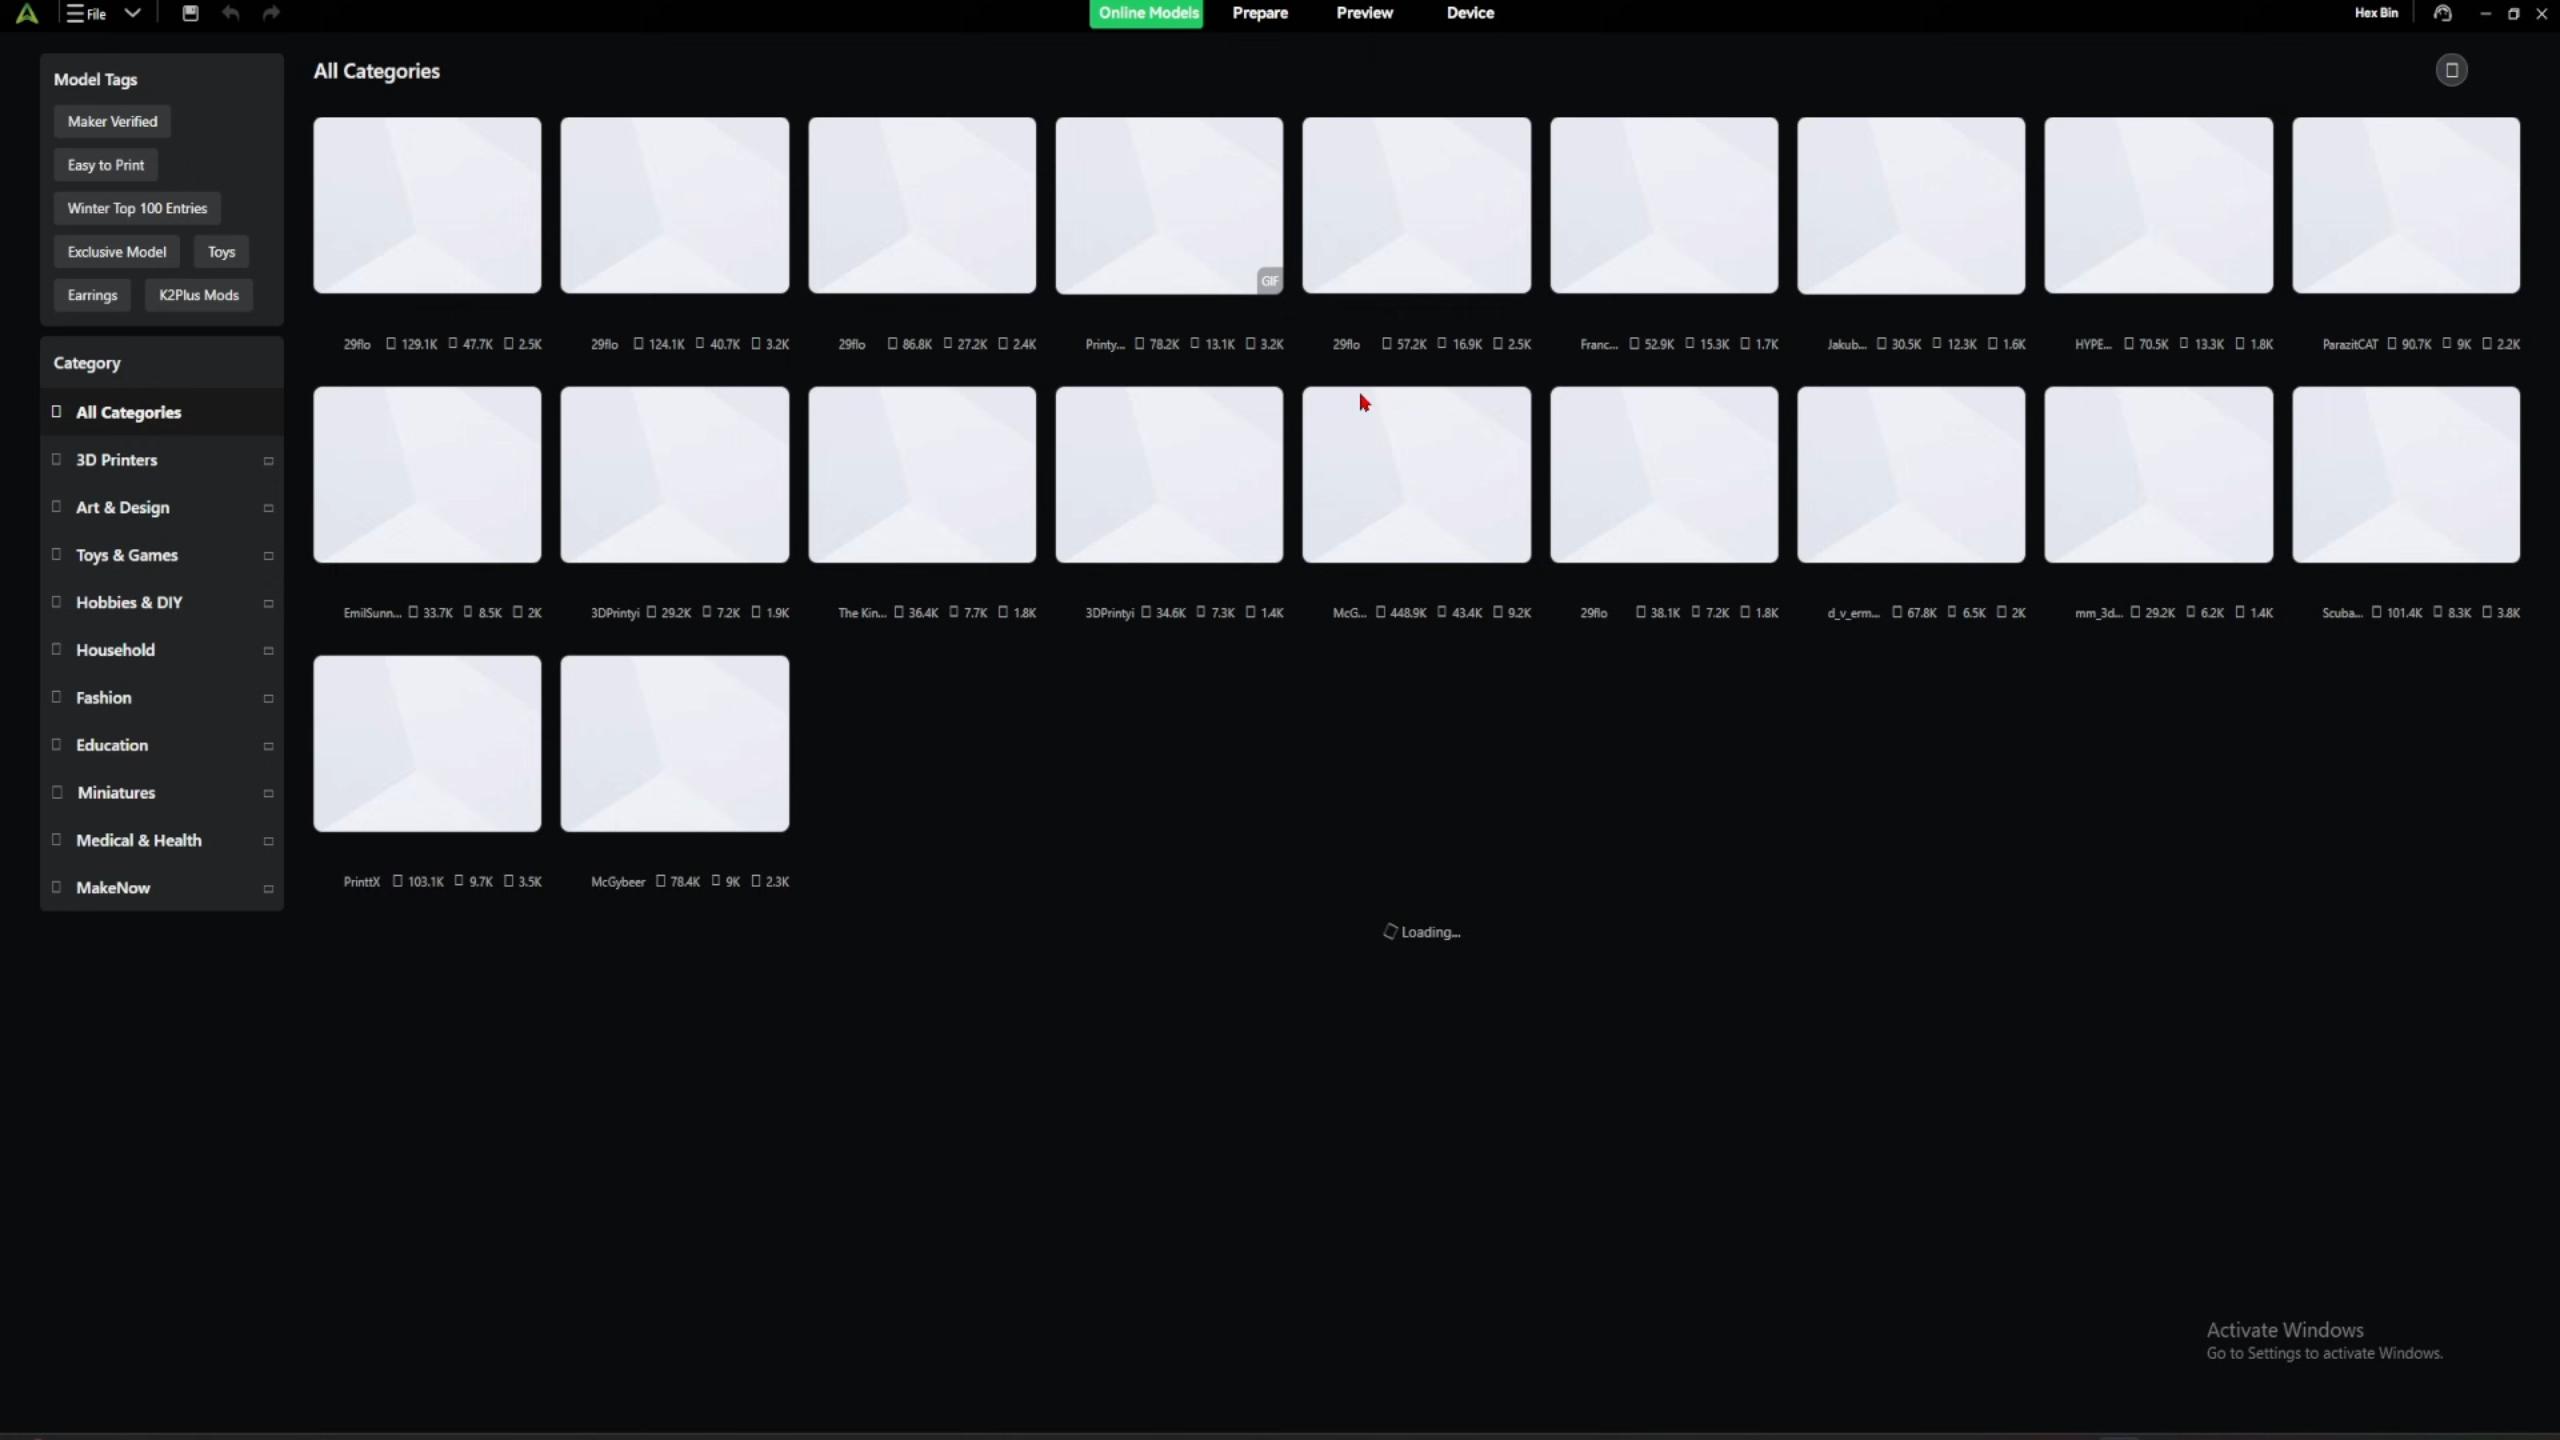 File
Online Models Prepare Preview Device
Hex Bin
Model Tags
Maker Verified
Easy to Print
Winter Top 100 Entries
Exclusive Model Toys
Earrings K2Plus Mods
Category
All Categories
3D Printers
Art & Design
Toys & Games
Hobbies & DIY
Household
Fashion
Education
Miniatures
Medical & Health
MakeNow
All Categories
GIF
29flo 129.1K 47.7K 2.5K
29flo 124.1K 40.7K 3.2K
29flo 86.8K 27.2K 2.4K
Printy... 78.2K 13.1K 3.2K
29flo 57.2K 16.9K 2.5K
Franc... 52.9K 15.3K 1.7K
Jakub... 30.5K 12.3K 1.6K
HYPE... 70.5K 13.3K 1.8K
ParazitCAT 90.7K 9K 2.2K
EmilSunn... 33.7K 8.5K 2K
3DPrintyi 29.2K 7.2K 1.9K
The Kin... 36.4K 7.7K 1.8K
3DPrintyi 34.6K 7.3K 1.4K
McG... 448.9K 43.4K 9.2K
29flo 38.1K 7.2K 1.8K
d_v_erm... 67.8K 6.5K 2K
mm_3d... 29.2K 6.2K 1.4K
Scuba... 101.4K 8.3K 3.8K
PrinttX 103.1K 9.7K 3.5K
McGybeer 78.4K 9K 2.3K
Loading...
Activate Windows
Go to Settings to activate Windows.